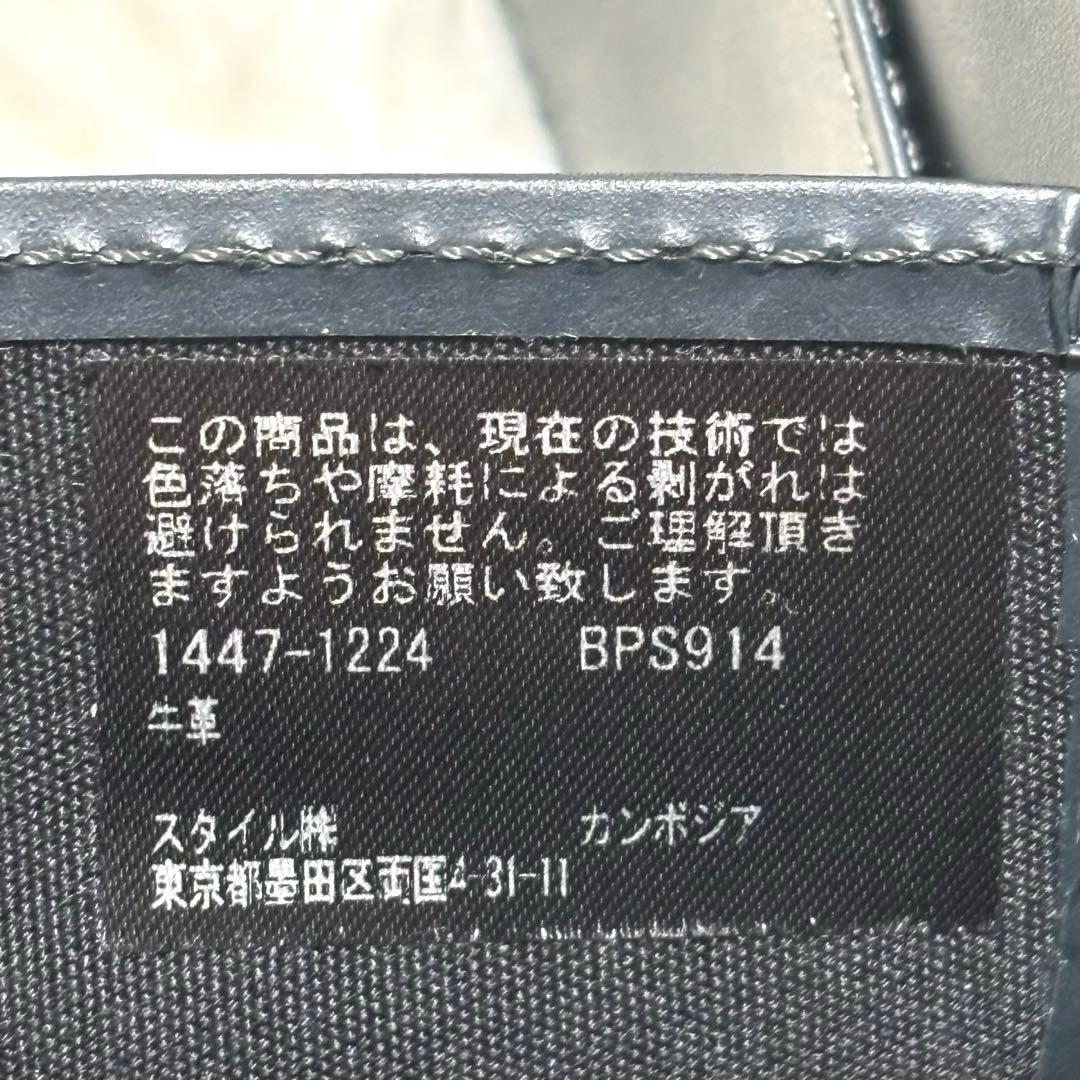 この商品は、現在の技術では
色落ちや摩耗による剥がれは
避けられません。ご理解頂き
ますようお願い致します。
1447-1224 BPS914
牛革
スタイル㈱ カンボジア
東京都墨田区両国4-31-11